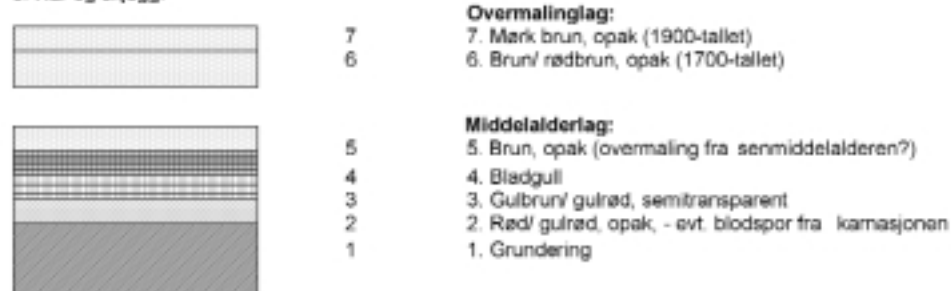 Overmalinglag:
7 7. Mørk brun, opak (1900-tallet)
6 6. Brun/ rødbrun, opak (1700-tallet)
Middelalderlag:
5 5. Brun, opak (overmaling fra senmiddelalderen?)
4 4. Bladgull
3 3. Gulbrun/ gulrød, semitransparent
2 2. Rød/ gulrød, opak, - evt. blodspor fra karnasjonen
1 1. Grundering